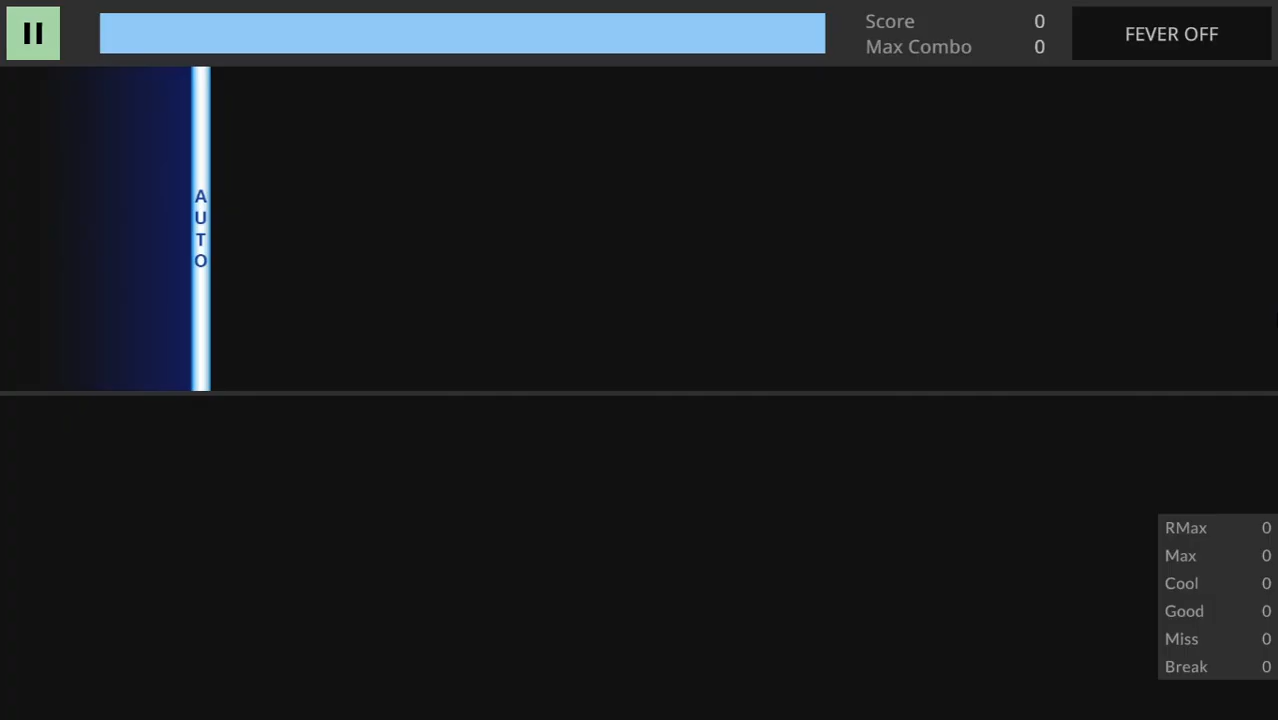 Score 0
Max Combo 0
FEVER OFF
AUTO
RMax 0
Max 0
Cool 0
Good 0
Miss 0
Break 0